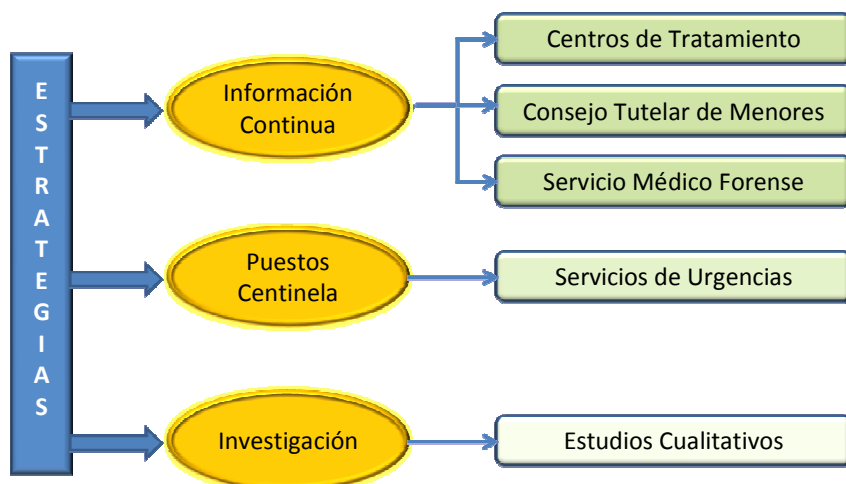 ESTRATEGIAS
Información
Continua
Centros de Tratamiento
Consejo Tutelar de Menores
Servicio Médico Forense
Puestos
Centinela
Servicios de Urgencias
Investigación
Estudios Cualitativos